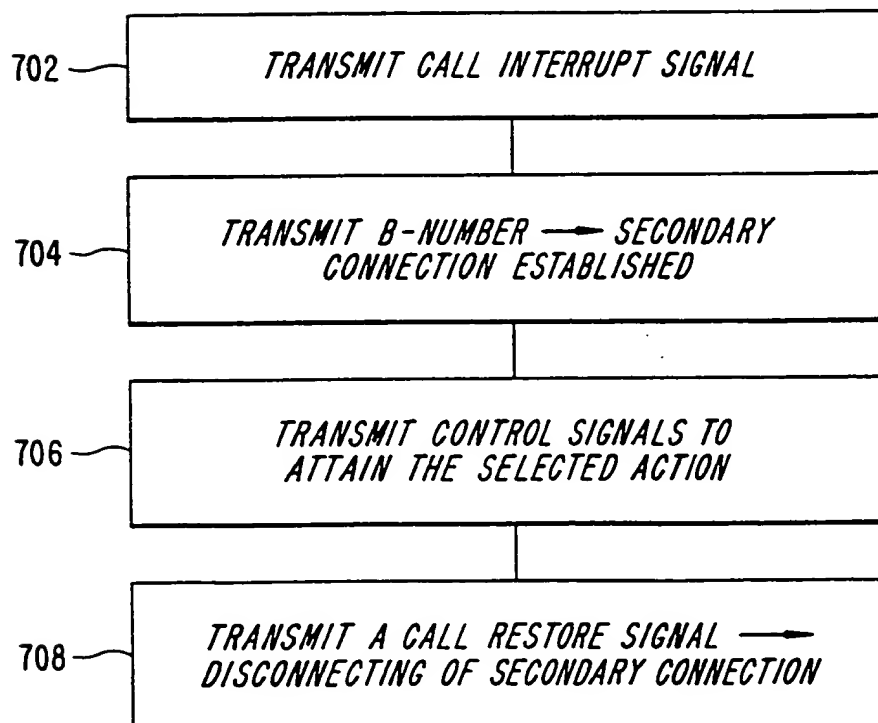 702
TRANSMIT CALL INTERRUPT SIGNAL
704
TRANSMIT B-NUMBER → SECONDARY
CONNECTION ESTABLISHED
706
TRANSMIT CONTROL SIGNALS TO
ATTAIN THE SELECTED ACTION
708
TRANSMIT A CALL RESTORE SIGNAL →
DISCONNECTING OF SECONDARY CONNECTION